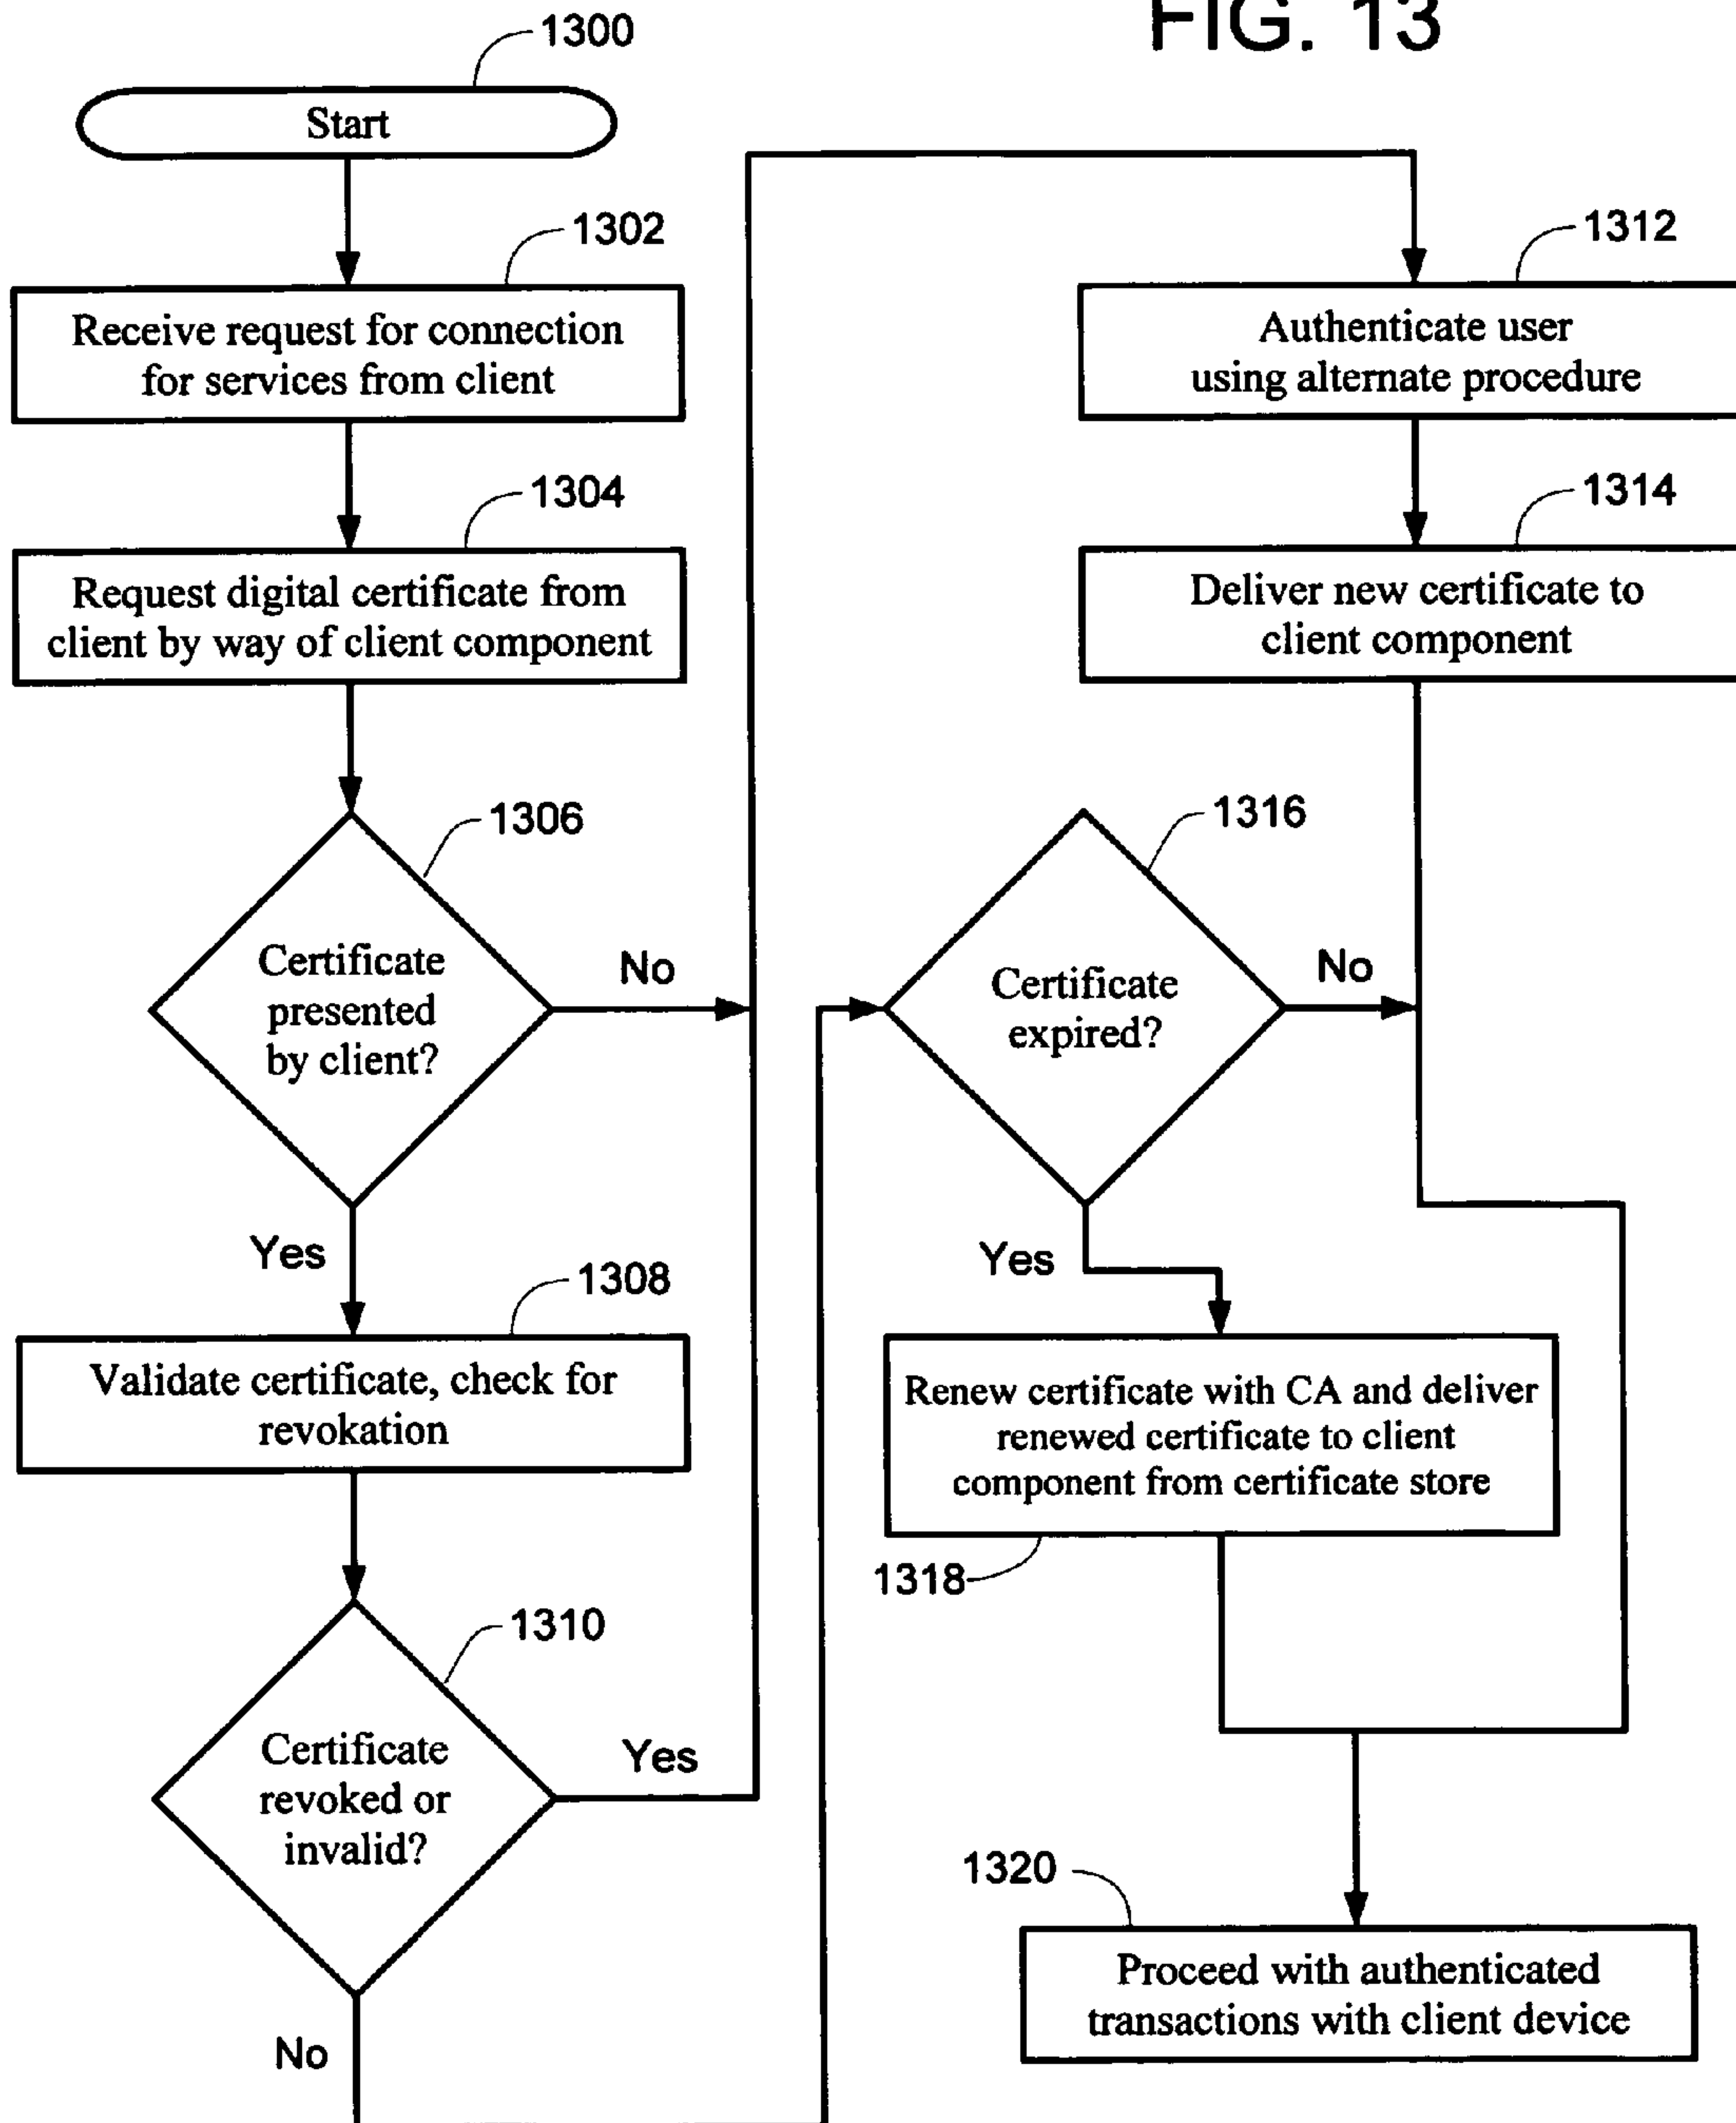 FIG. 13
1300
Start
1302
Receive request for connection
for services from client
1304
Request digital certificate from
client by way of client component
1306
Certificate
presented
by client?
No
Yes
1308
Validate certificate, check for
revokation
1310
Certificate
revoked or
invalid?
Yes
No
1312
Authenticate user
using alternate procedure
1314
Deliver new certificate to
client component
1316
Certificate
expired?
No
Yes
Renew certificate with CA and deliver
renewed certificate to client
component from certificate store
1318
1320
Proceed with authenticated
transactions with client device